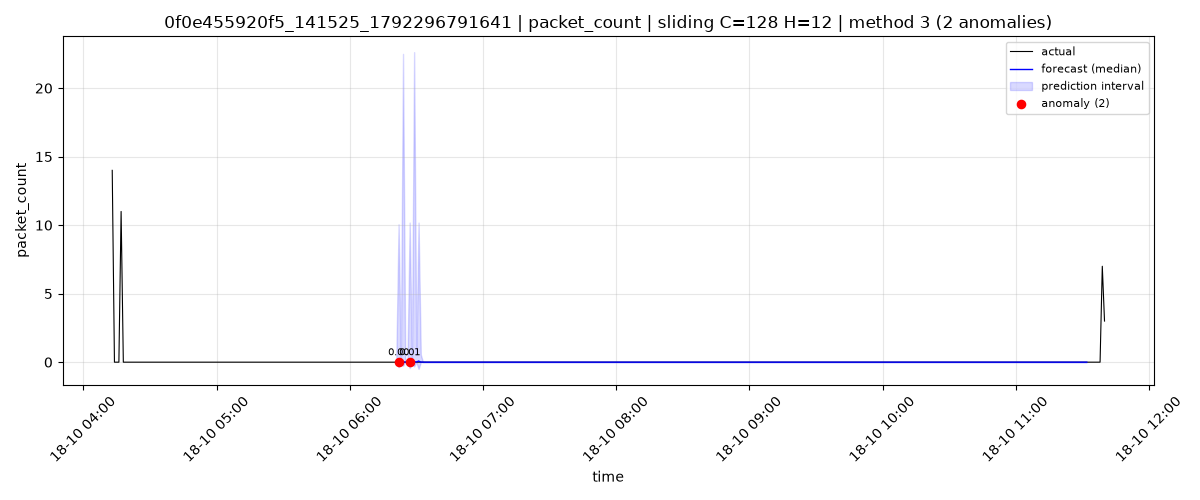 0f0e455920f5_141525_1792296791641 | packet_count | sliding C=128 H=12 | method 3 (2 anomalies)
actual
forecast (median)
prediction interval
anomaly (2)
packet_count
20
15
10
5
0
18-10 04:00
18-10 05:00
18-10 06:00
18-10 07:00
18-10 08:00
18-10 09:00
18-10 10:00
18-10 11:00
18-10 12:00
time